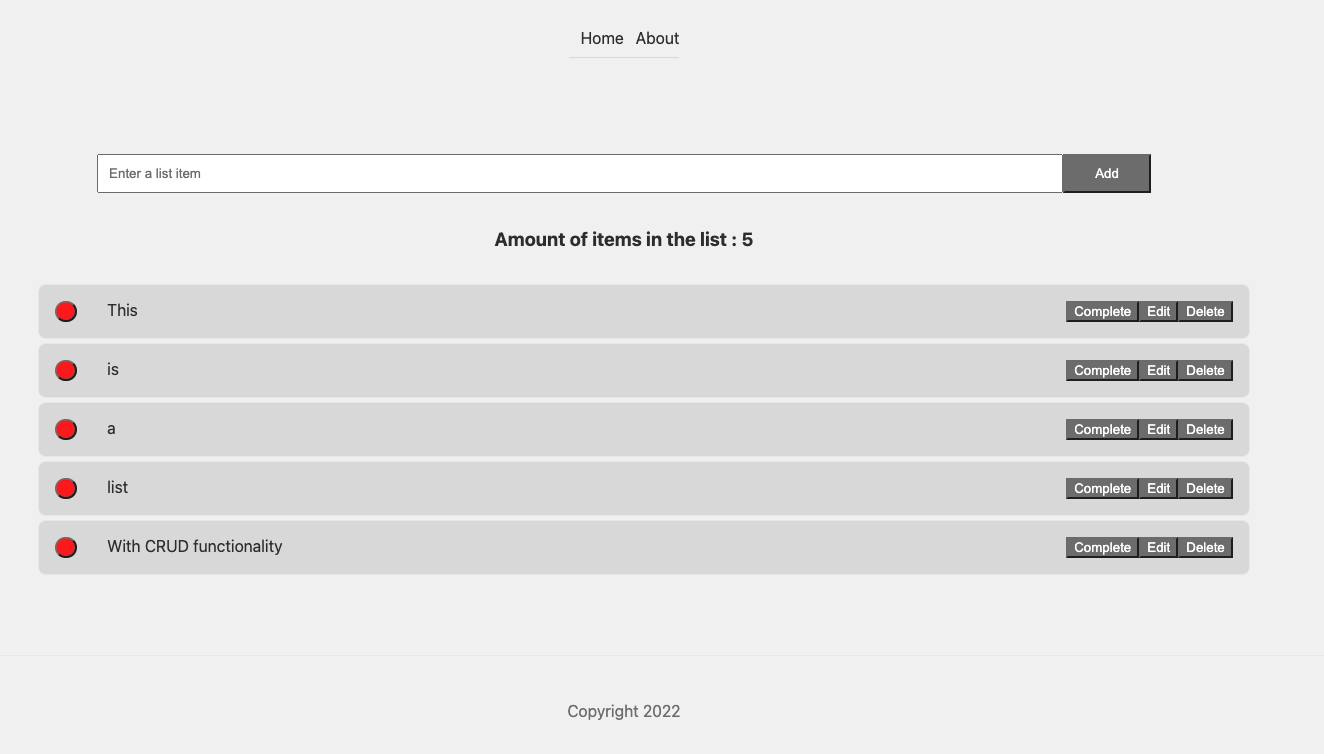 Home About
Enter a list item Add
Amount of items in the list : 5
This Complete Edit Delete
is Complete Edit Delete
a Complete Edit Delete
list Complete Edit Delete
With CRUD functionality Complete Edit Delete
Copyright 2022